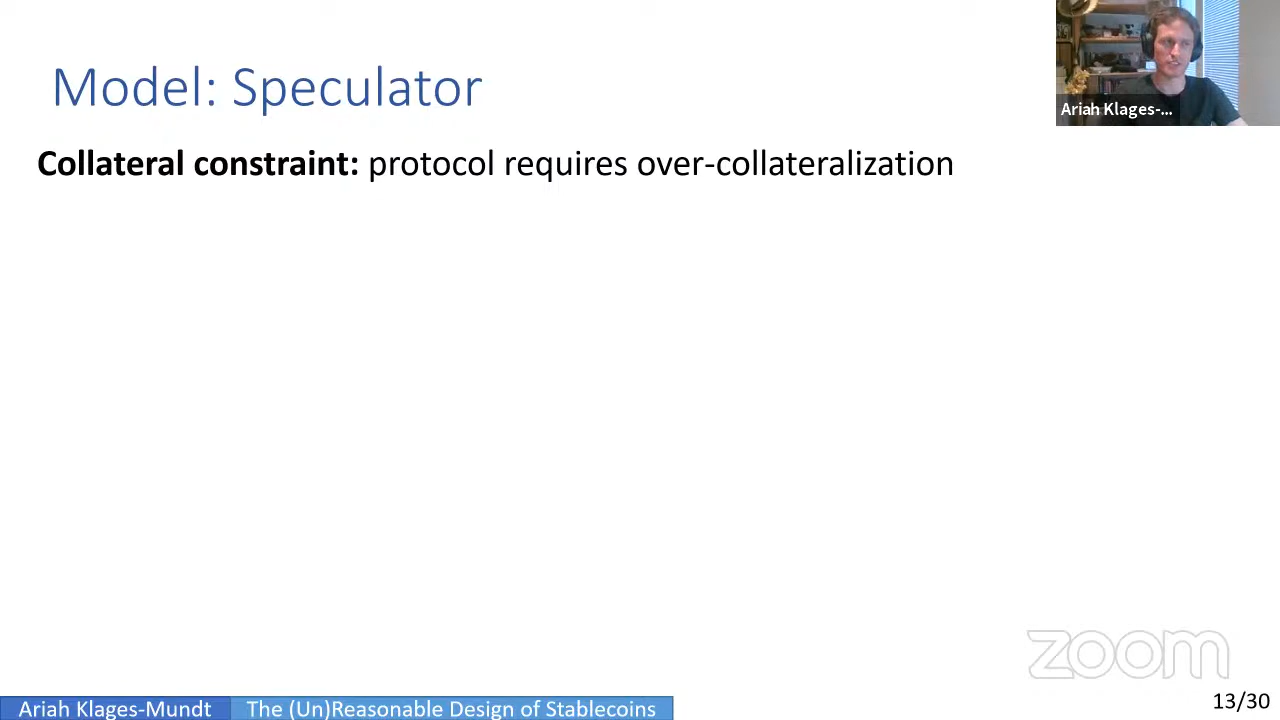 Model: Speculator
Ariah Klages-...
Collateral constraint: protocol requires over-collateralization
zoom
Ariah Klages-Mundt The (Un)Reasonable Design of Stablecoins 13/30